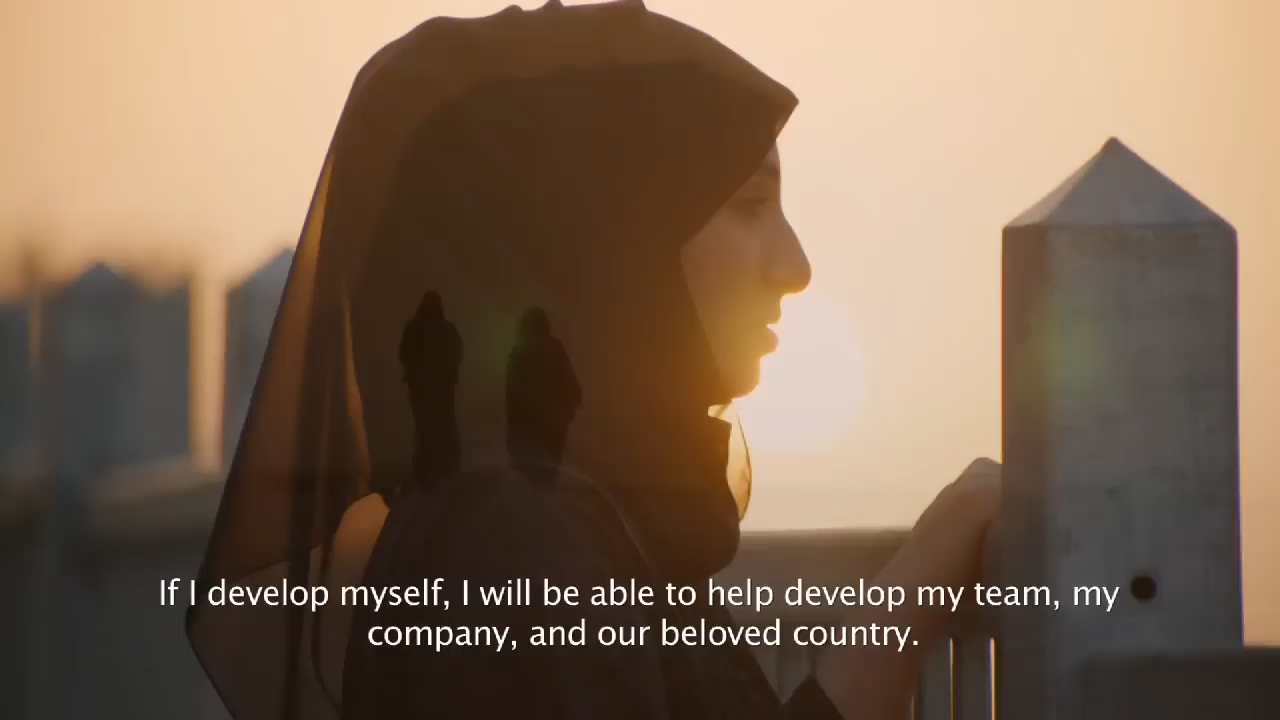 If I develop myself, I will be able to help develop my team, my
company, and our beloved country.